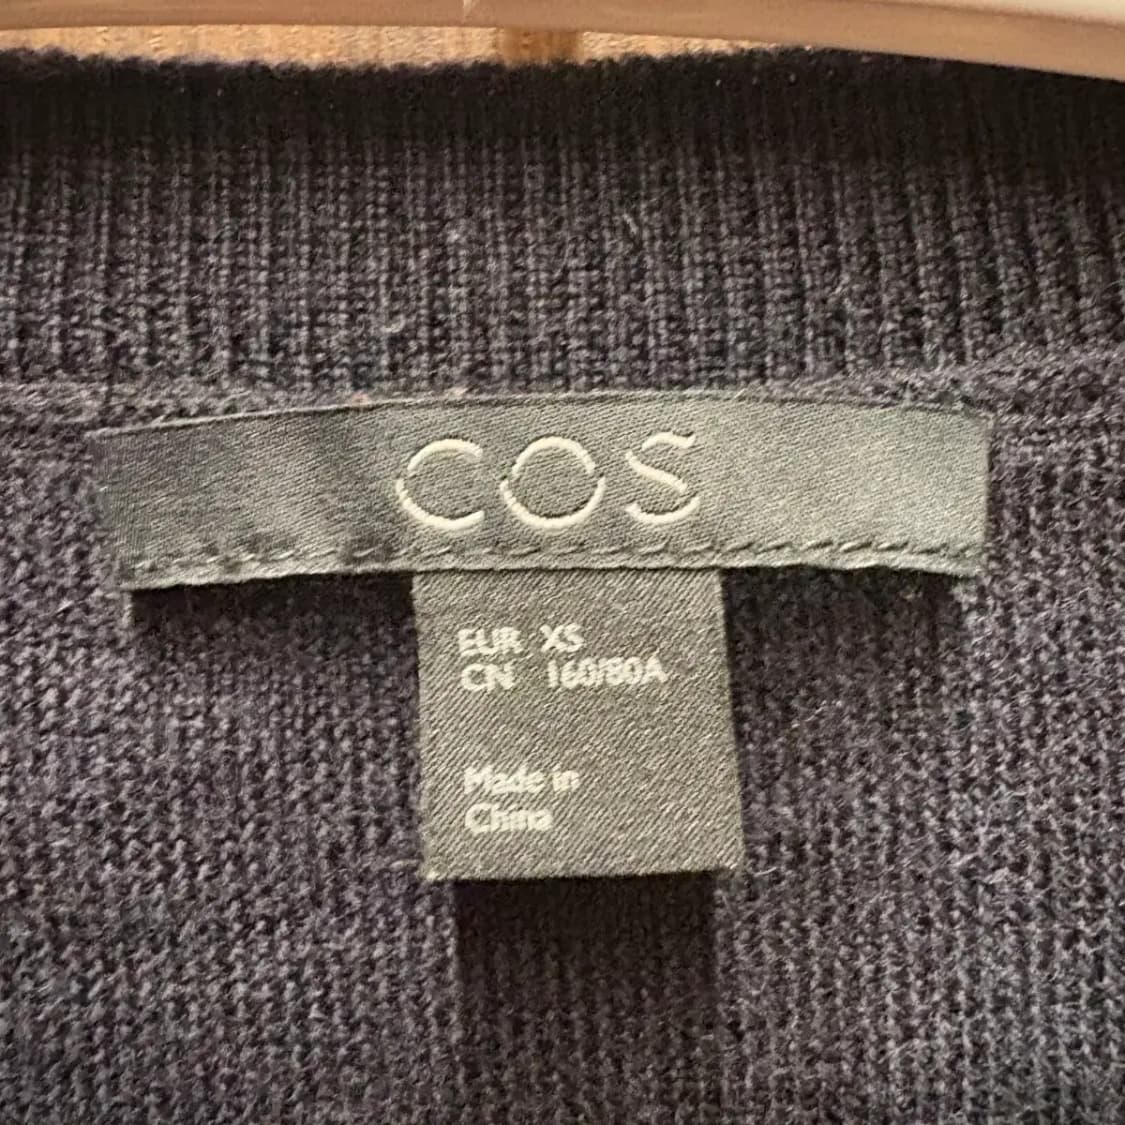 COS
EUR XS
CN 160/80A
Made in
China